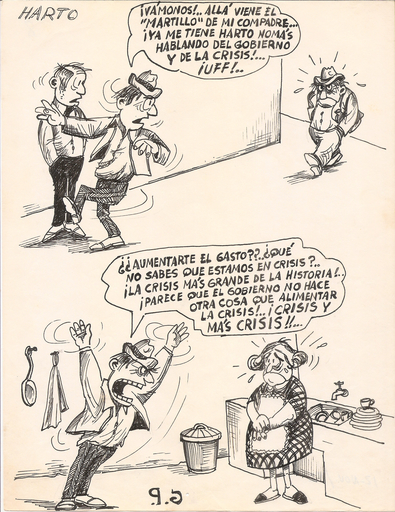 HARTO
¡VÁMONOS!.. ALLÁ VIENE EL
"MARTILLO" DE MI COMPADRE...
¡YA ME TIENE HARTO NOMÁS
HABLANDO DEL GOBIERNO
Y DE LA CRISIS!...
¡UFF!..
¿¡AUMENTARTE EL GASTO??.. ¿QUÉ
NO SABES QUE ESTAMOS EN CRISIS?..
¡LA CRISIS MÁS GRANDE DE LA HISTORIA!..
¡PARECE QUE EL GOBIERNO NO HACE
OTRA COSA QUE ALIMENTAR
LA CRISIS!.. ¡CRISIS Y
MÁS CRISIS!!...
G.P.